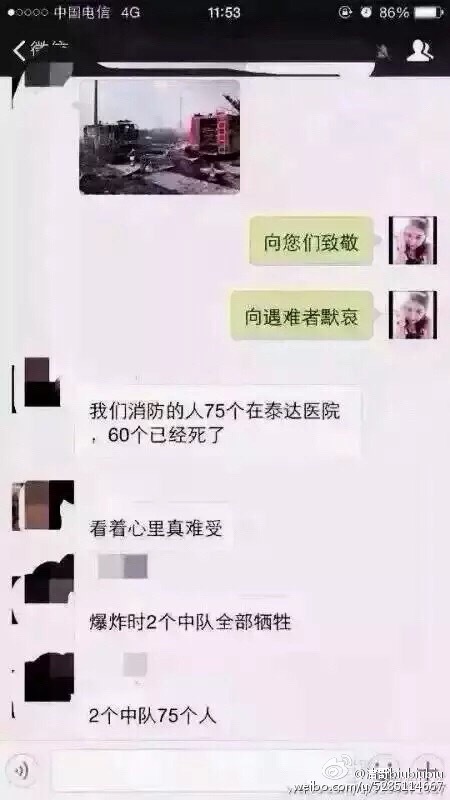 中国电信 4G
11:53
86%
向您们致敬
向遇难者默哀
我们消防的人75个在泰达医院
，60个已经死了
看着心里真难受
爆炸时2个中队全部牺牲
2个中队75个人
weibo.com/u/5235114667